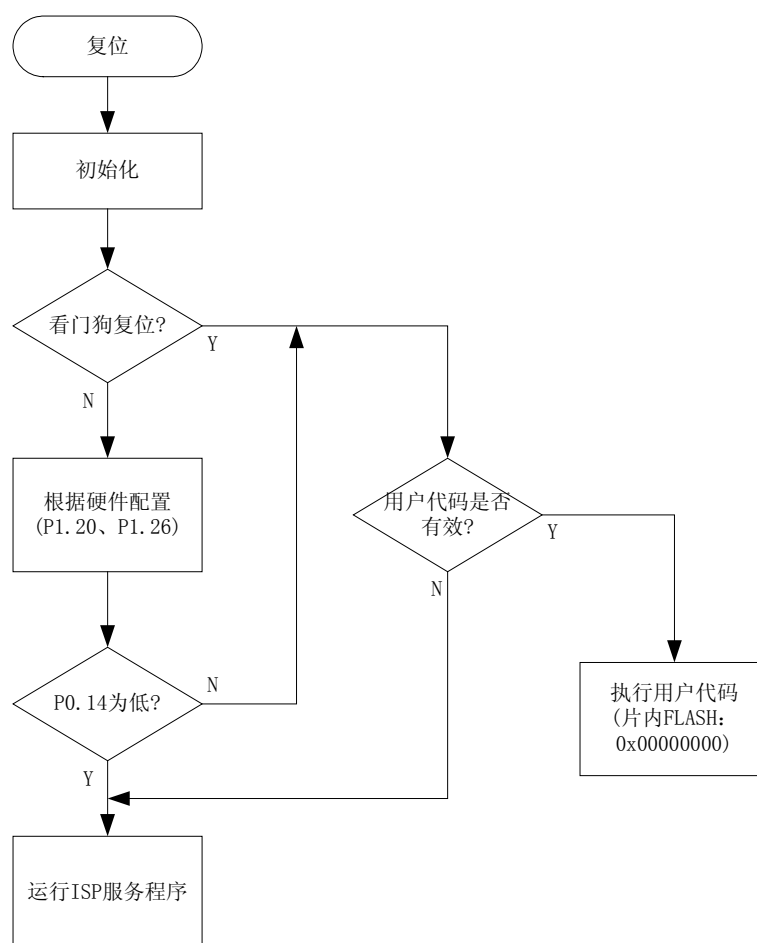 复位
初始化
看门狗复位?
Y
N
根据硬件配置
(P1.20、P1.26)
用户代码是否
有效?
Y
N
P0.14为低?
N
Y
执行用户代码
(片内FLASH:
0x00000000)
运行ISP服务程序